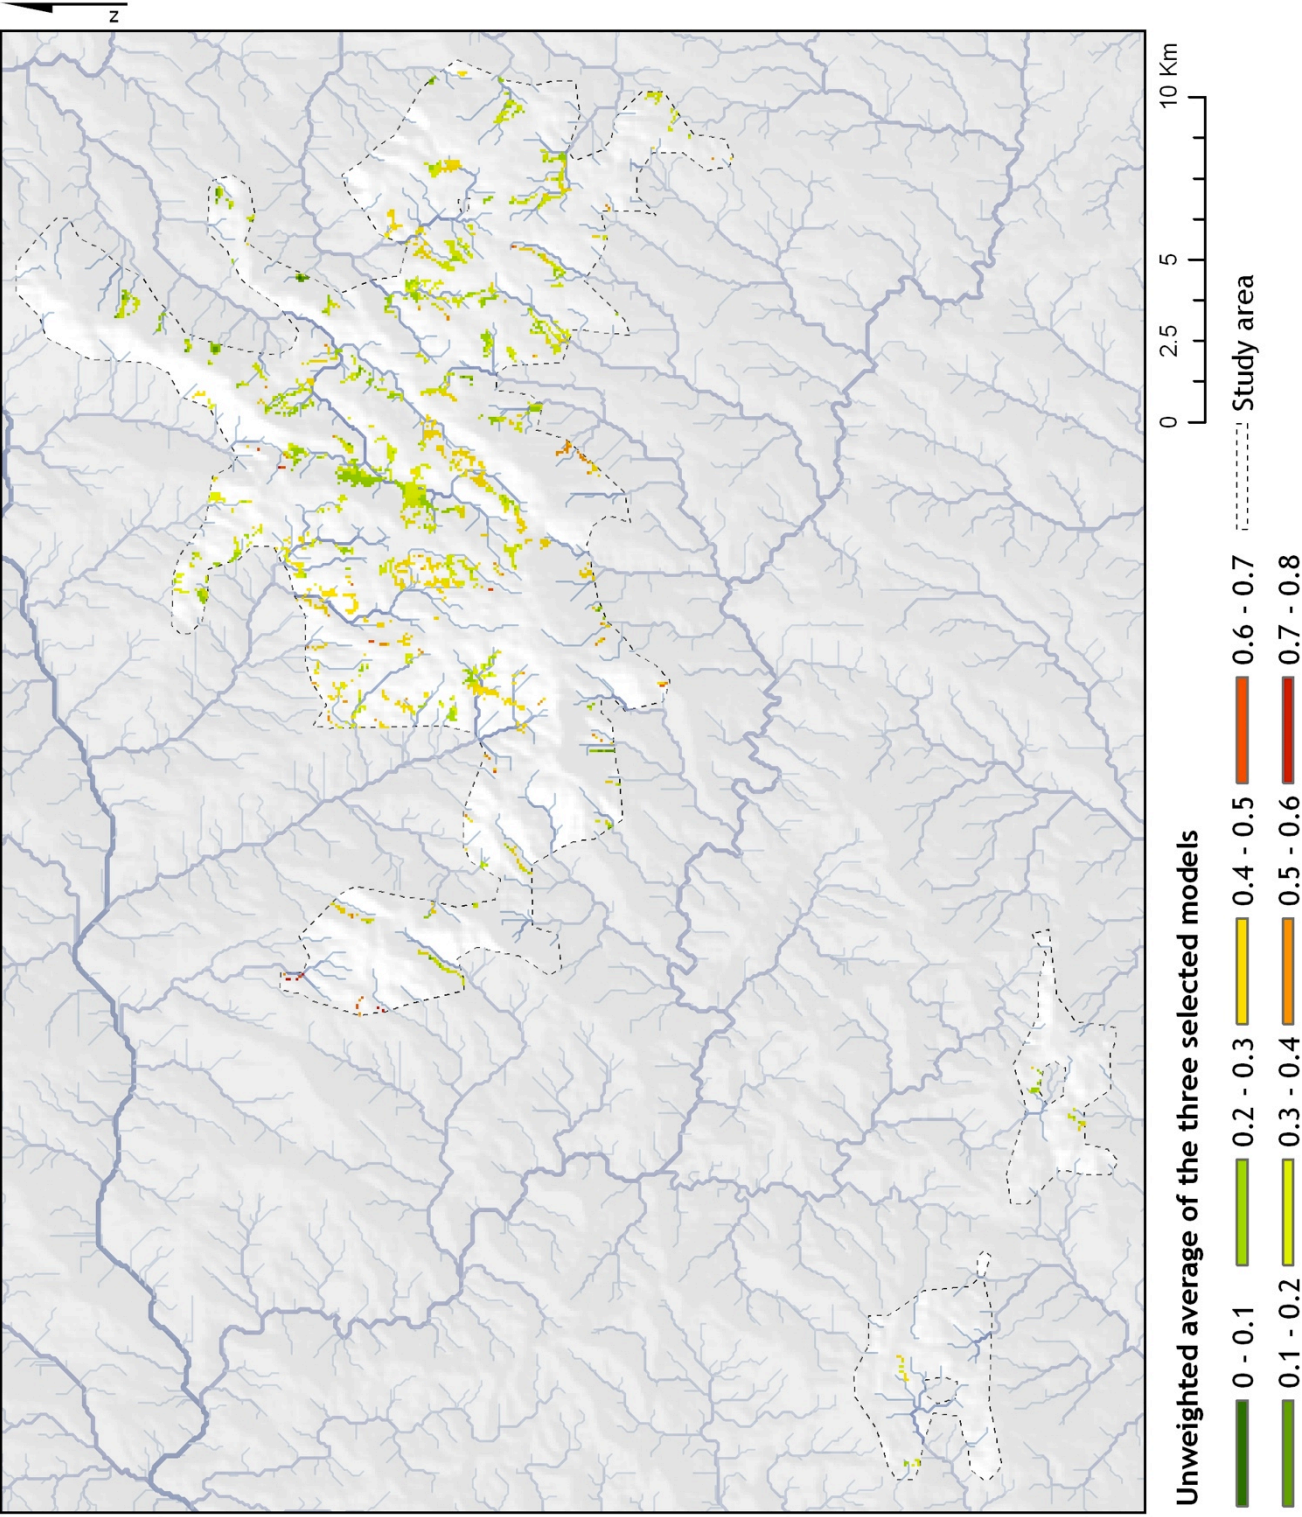 N
Unweighted average of the three selected models
0 - 0.1
0.2 - 0.3
0.4 - 0.5
0.6 - 0.7
0.1 - 0.2
0.3 - 0.4
0.5 - 0.6
0.7 - 0.8
Study area
0 2.5 5 10 Km